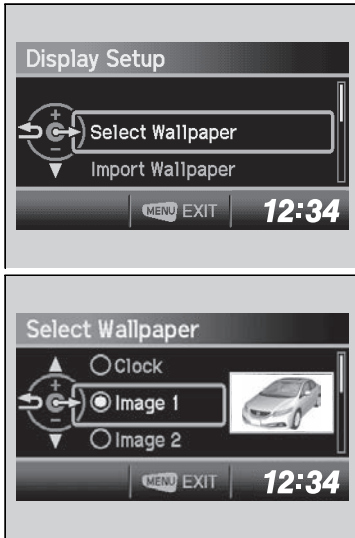 Display Setup
+
Select Wallpaper
–
Import Wallpaper
MENU EXIT
12:34
Select Wallpaper
Clock
+
Image 1
–
Image 2
MENU EXIT
12:34